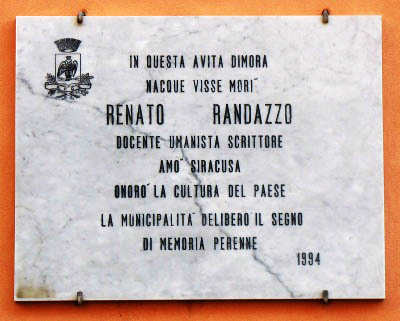 IN QUESTA AVITA DIMORA
NACQUE VISSE MORI'
RENATO RANDAZZO
DOCENTE UMANISTA SCRITTORE
AMO' SIRACUSA
ONORO' LA CULTURA DEL PAESE
LA MUNICIPALITA' DELIBERO' IL SEGNO
DI MEMORIA PERENNE
1994